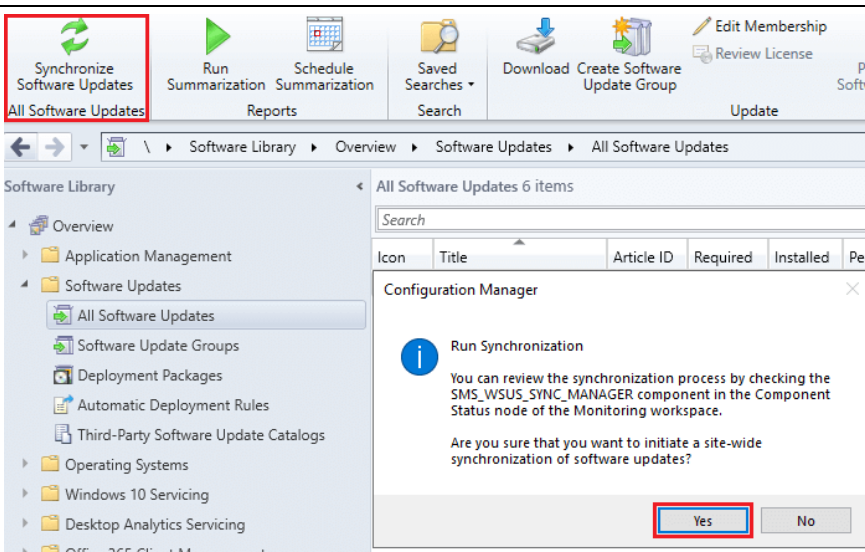 Synchronize
Software Updates
All Software Updates
Run
Summarization
Schedule
Summarization
Reports
Saved
Searches
Search
Download
Create Software
Update Group
Edit Membership
Review License
Update
\ Software Library Overview Software Updates All Software Updates
Software Library
Overview
Application Management
Software Updates
All Software Updates
Software Update Groups
Deployment Packages
Automatic Deployment Rules
Third-Party Software Update Catalogs
Operating Systems
Windows 10 Servicing
Desktop Analytics Servicing
All Software Updates 6 items
Search
Icon Title Article ID Required Installed Pe
Configuration Manager
Run Synchronization
You can review the synchronization process by checking the
SMS_WSUS_SYNC_MANAGER component in the Component
Status node of the Monitoring workspace.
Are you sure that you want to initiate a site-wide
synchronization of software updates?
Yes No